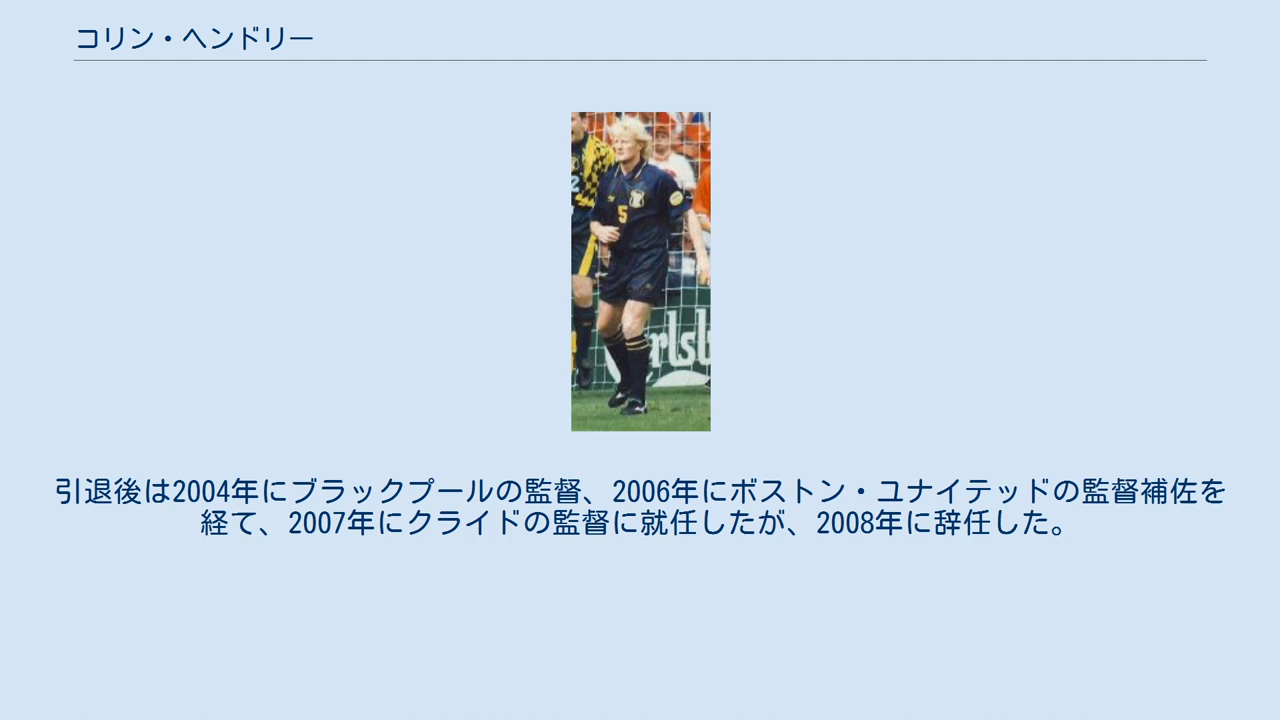 コリン・ヘンドリー
5
arlsb
引退後は2004年にブラックプールの監督、2006年にボストン・ユナイテッドの監督補佐を
経て、2007年にクライドの監督に就任したが、2008年に辞任した。